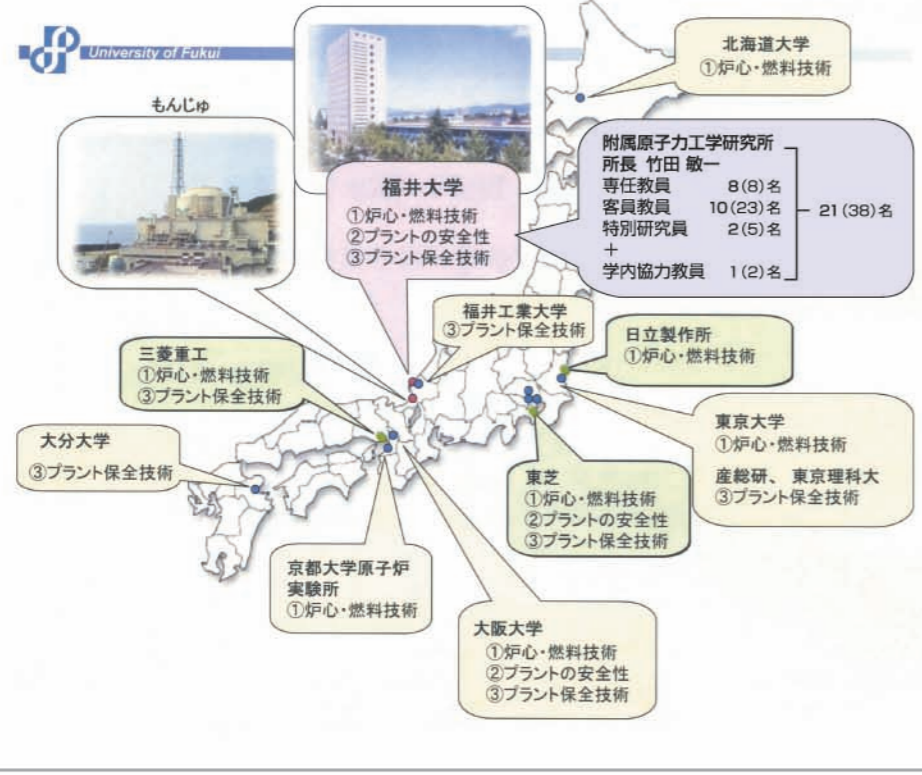 University of Fukui
北海道大学
①炉心・燃料技術
もんじゅ
附属原子力工学研究所
所長 竹田 敏一
専任教員 8(8)名
客員教員 10(23)名
特別研究員 2(5)名
+
学内協力教員 1(2)名
21(38)名
福井大学
①炉心・燃料技術
②プラントの安全性
③プラント保全技術
福井工業大学
③プラント保全技術
日立製作所
①炉心・燃料技術
三菱重工
①炉心・燃料技術
③プラント保全技術
東京大学
①炉心・燃料技術
産総研、 東京理科大
③プラント保全技術
大分大学
③プラント保全技術
東芝
①炉心・燃料技術
②プラントの安全性
③プラント保全技術
京都大学原子炉
実験所
①炉心・燃料技術
大阪大学
①炉心・燃料技術
②プラントの安全性
③プラント保全技術